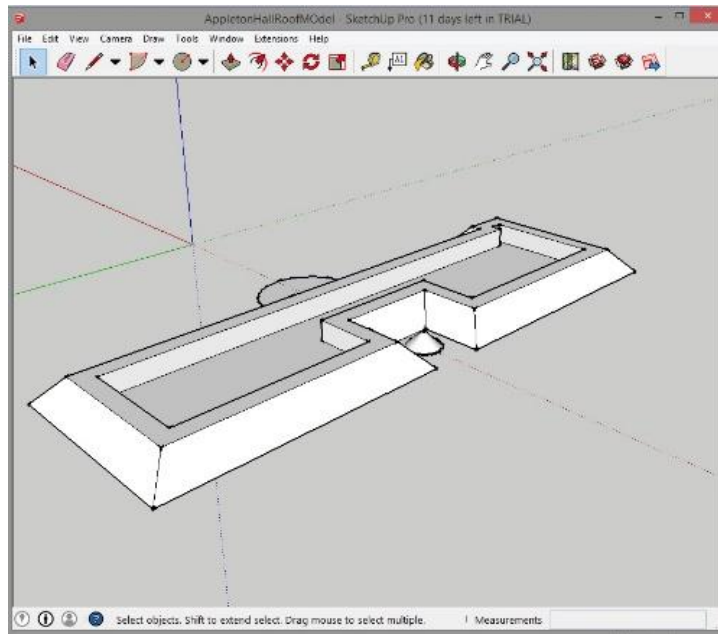 AppletonHallRoofMOdel - SketchUp Pro (11 days left in TRIAL)
File Edit View Camera Draw Tools Window Extensions Help
A1
Select objects. Shift to extend select. Drag mouse to select multiple.
Measurements